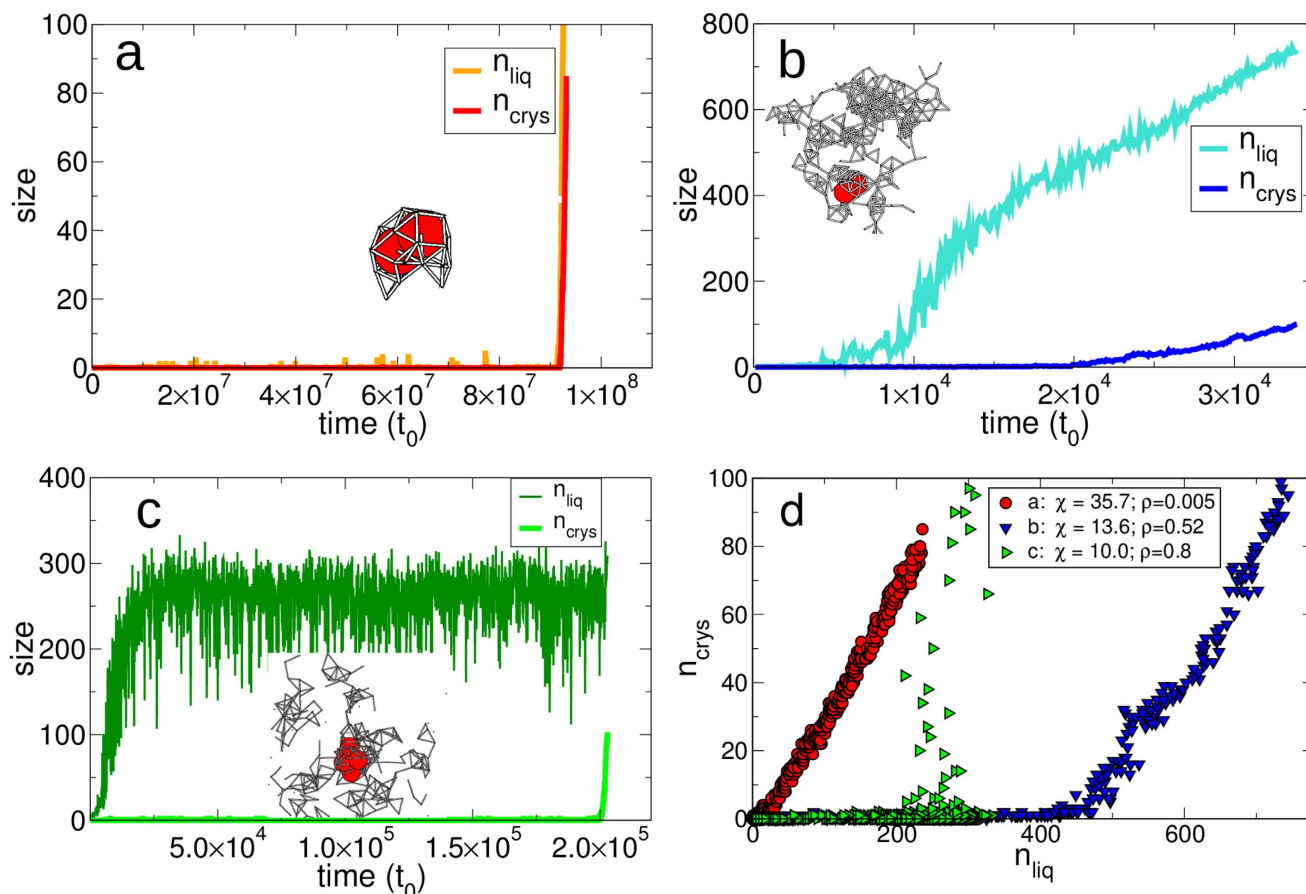 a
n_liq
n_crys
size
100
80
60
40
20
0
0 2×10^7 4×10^7 6×10^7 8×10^7 1×10^8
time (t_0)
b
n_liq
n_crys
size
800
600
400
200
0
0 1×10^4 2×10^4 3×10^4
time (t_0)
c
n_liq
n_crys
size
400
300
200
100
0
5.0×10^4 1.0×10^5 1.5×10^5 2.0×10^5
time (t_0)
d
a: χ = 35.7; ρ=0.005
b: χ = 13.6; ρ=0.52
c: χ = 10.0; ρ=0.8
n_crys
100
80
60
40
20
0
0 200 400 600
n_liq